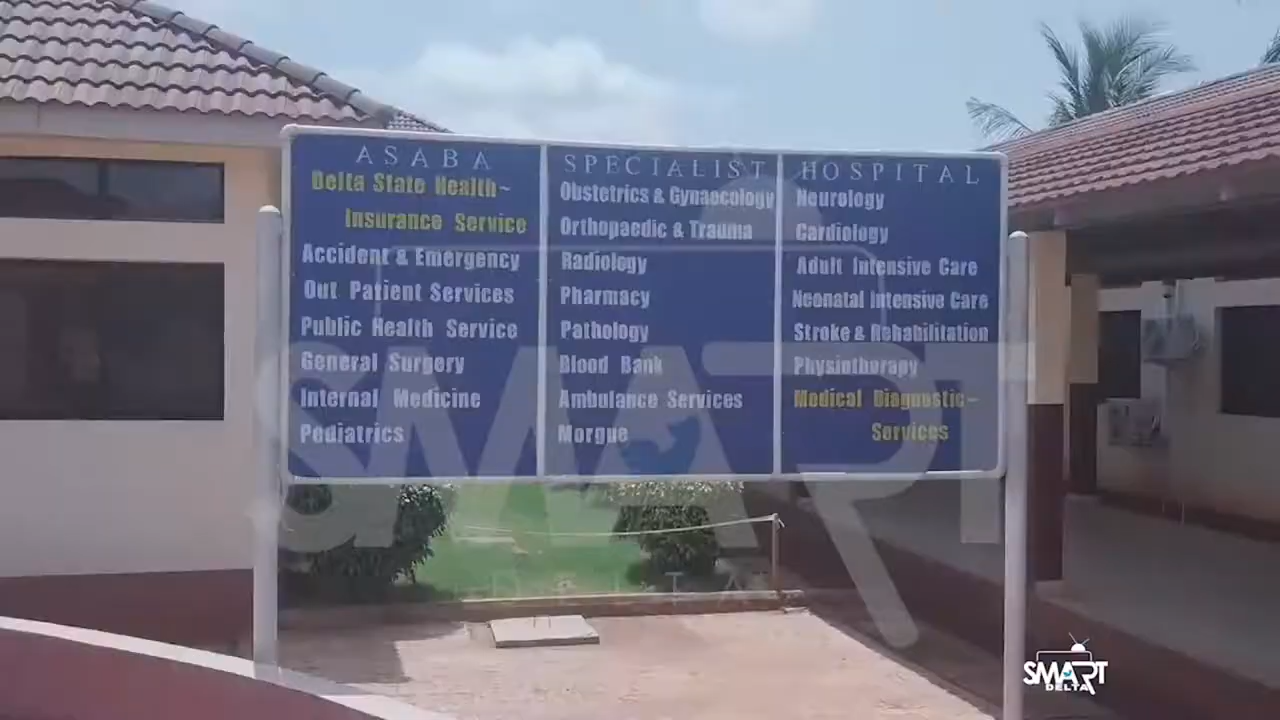 ASABA SPECIALIST HOSPITAL
Delta State Health~
Insurance Service
Accident & Emergency
Out Patient Services
Public Health Service
General Surgery
Internal Medicine
Pediatrics
Obstetrics & Gynaecology
Orthopaedic & Trauma
Radiology
Pharmacy
Pathology
Blood Bank
Ambulance Services
Morgue
Neurology
Cardiology
Adult Intensive Care
Neonatal Intensive Care
Stroke & Rehabilitation
Physiotherapy
Medical Diagnostic~
Services
SMART
DELTA
SMART
DELTA